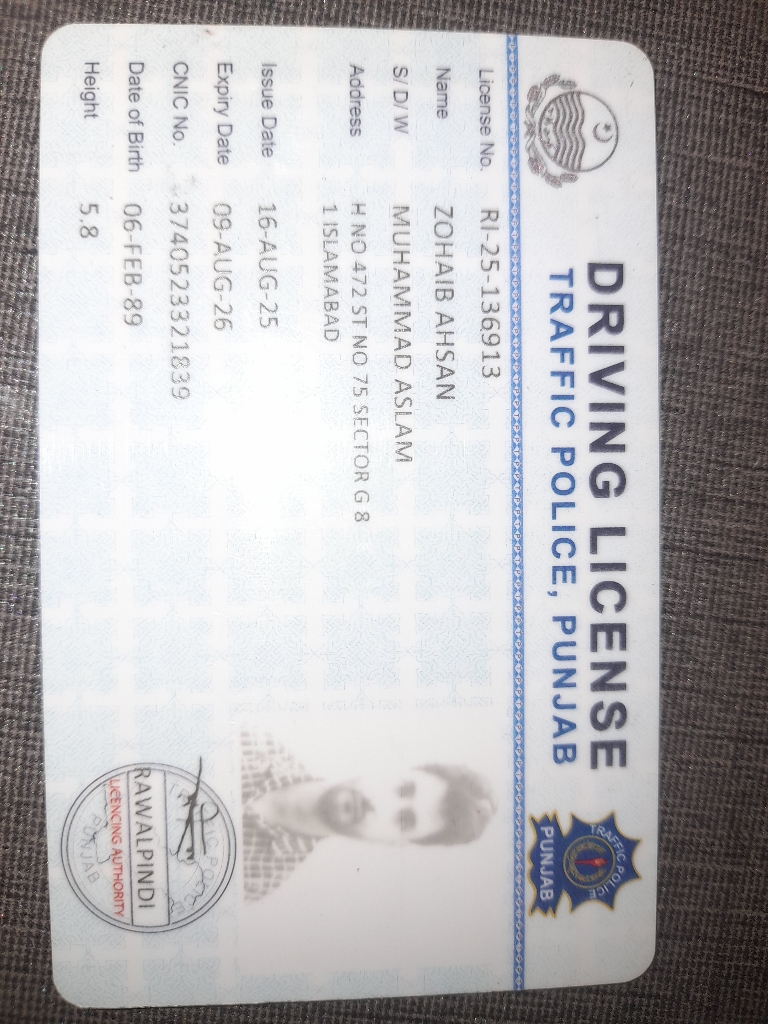 DRIVING LICENSE
TRAFFIC POLICE, PUNJAB
TRAFFIC POLICE
PUNJAB
License No. RI-25-136913
Name ZOHAIB AHSAN
S/ D/ W MUHAMMAD ASLAM
Address H NO 472 ST NO 75 SECTOR G 8
1 ISLAMABAD
Issue Date 16-AUG-25
Expiry Date 09-AUG-26
CNIC No. 3740523321839
Date of Birth 06-FEB-89
Height 5.8
RAWALPINDI
LICENCING AUTHORITY
PUNJAB